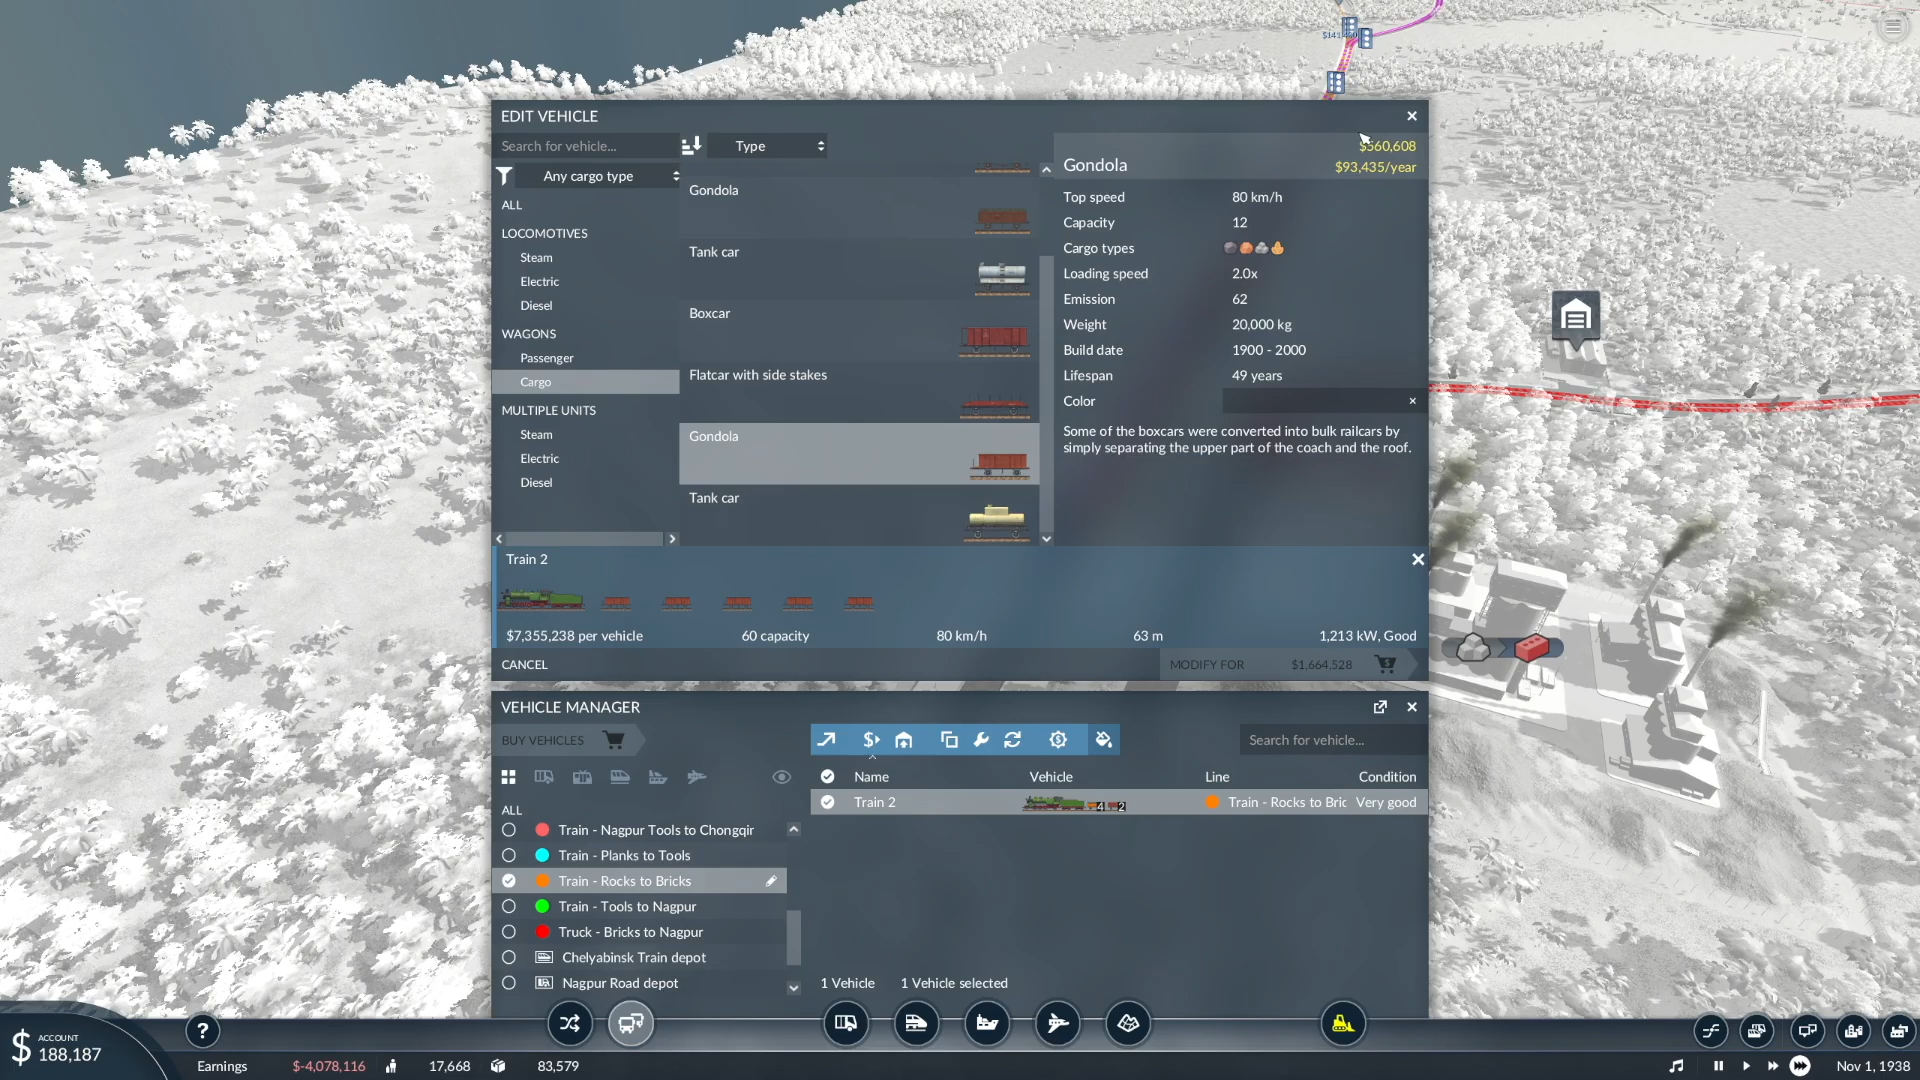 EDIT VEHICLE
Search for vehicle...
Type
Any cargo type
ALL
LOCOMOTIVES
Steam
Electric
Diesel
WAGONS
Passenger
Cargo
MULTIPLE UNITS
Steam
Electric
Diesel
Gondola
Tank car
Boxcar
Flatcar with side stakes
Gondola
Tank car
$560,608
Gondola
$93,435/year
Top speed 80 km/h
Capacity 12
Cargo types
Loading speed 2.0x
Emission 62
Weight 20,000 kg
Build date 1900 - 2000
Lifespan 49 years
Color
Some of the boxcars were converted into bulk railcars by
simply separating the upper part of the coach and the roof.
Train 2
$7,355,238 per vehicle 60 capacity 80 km/h 63 m 1,213 kW, Good
CANCEL
MODIFY FOR $1,664,528
VEHICLE MANAGER
BUY VEHICLES
Search for vehicle...
ALL
Train - Nagpur Tools to Chongqir
Train - Planks to Tools
Train - Rocks to Bricks
Train - Tools to Nagpur
Truck - Bricks to Nagpur
Chelyabinsk Train depot
Nagpur Road depot
Name Vehicle Line Condition
Train 2 4 2 Train - Rocks to Bric Very good
1 Vehicle 1 Vehicle selected
$ ACCOUNT
188,187
?
Earnings $-4,078,116 17,668 83,579
Nov 1, 1938